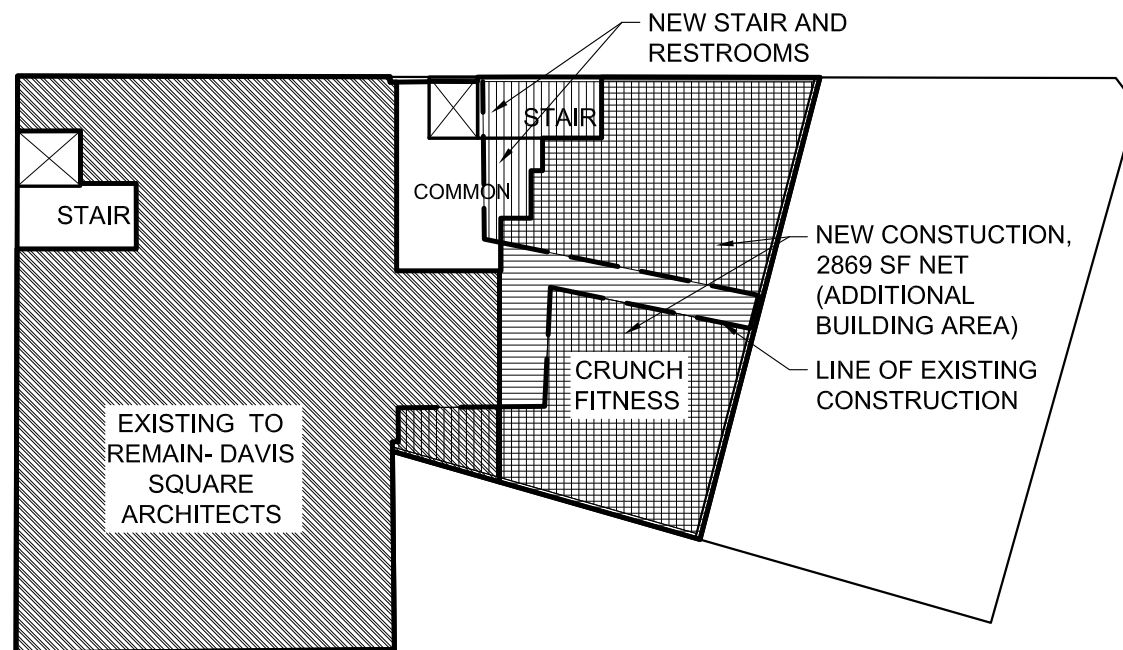 NEW STAIR AND
RESTROOMS
STAIR
COMMON
STAIR
NEW CONSTUCTION,
2869 SF NET
(ADDITIONAL
BUILDING AREA)
LINE OF EXISTING
CONSTRUCTION
CRUNCH
FITNESS
EXISTING TO
REMAIN- DAVIS
SQUARE
ARCHITECTS